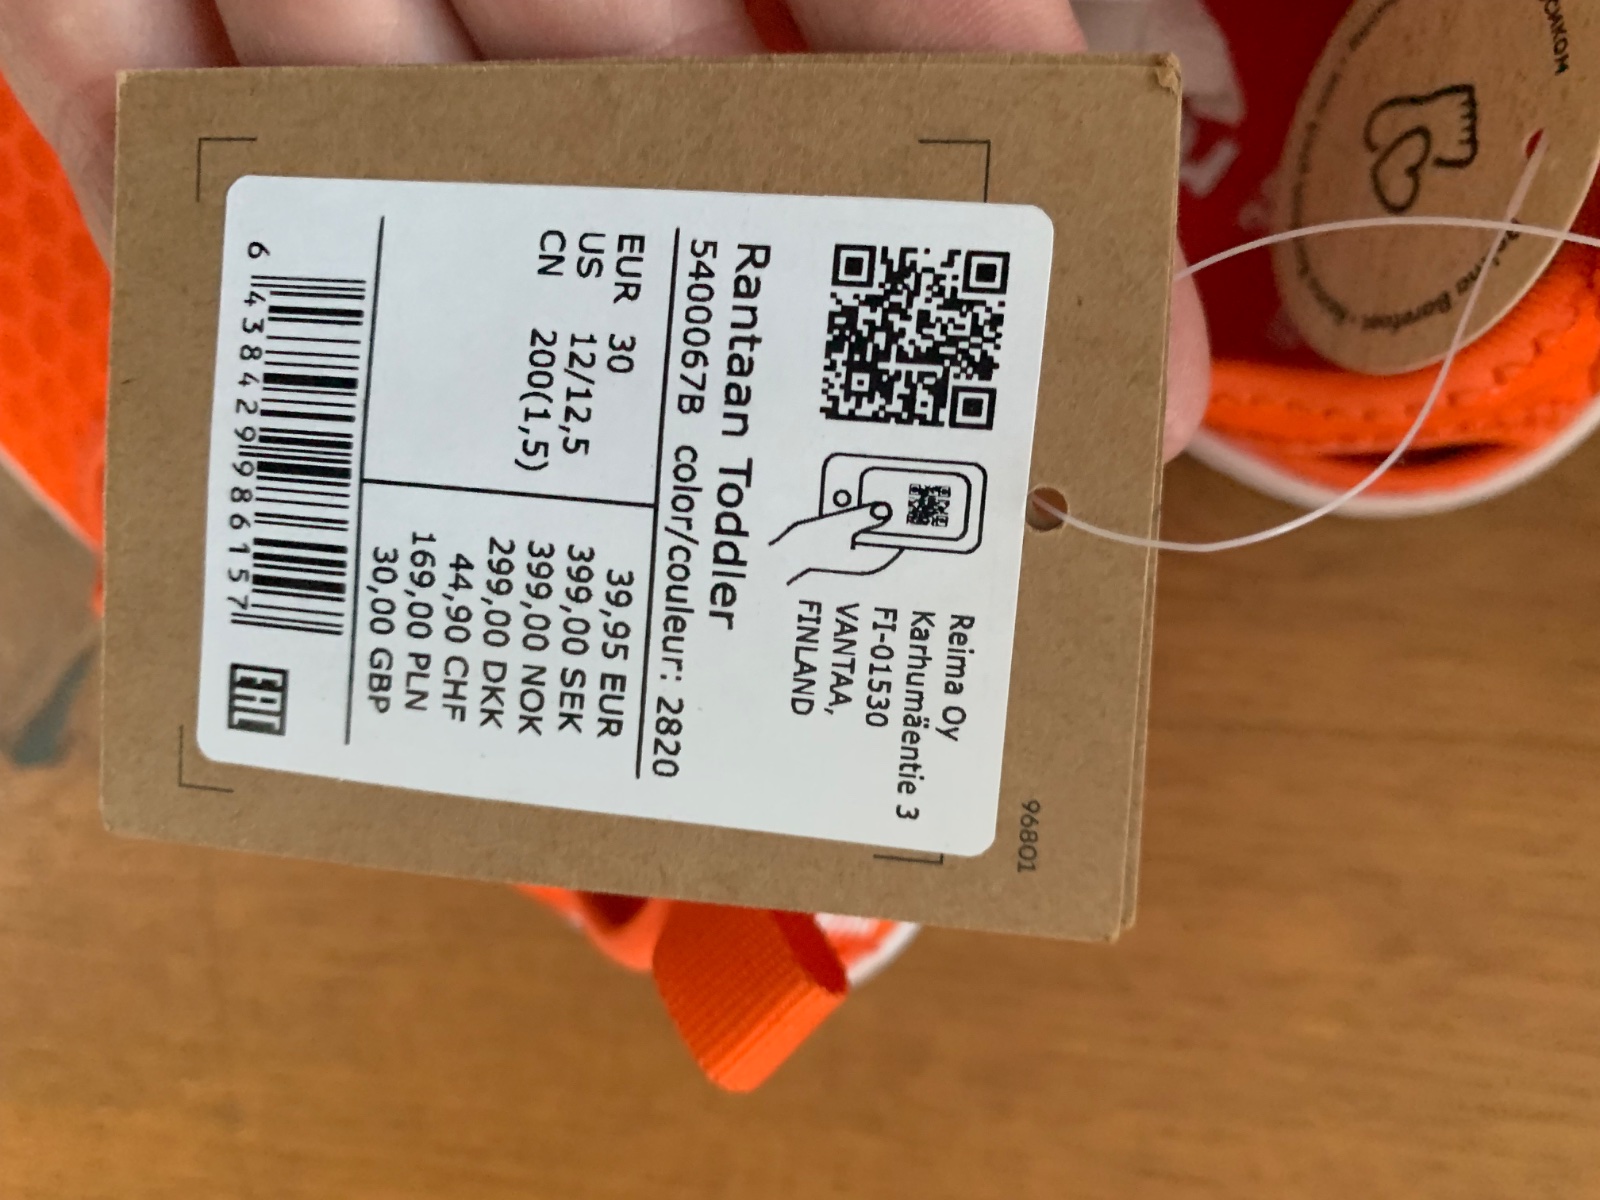 Reima Oy
Karhumäentie 3
FI-01530
VANTAA,
FINLAND
Rantaan Toddler
5400067B color/couleur: 2820
EUR 30
US 12/12,5
CN 200(1,5)
39,95 EUR
399,00 SEK
399,00 NOK
299,00 DKK
44,90 CHF
169,00 PLN
30,00 GBP
6 438429 986157
EAC
96801